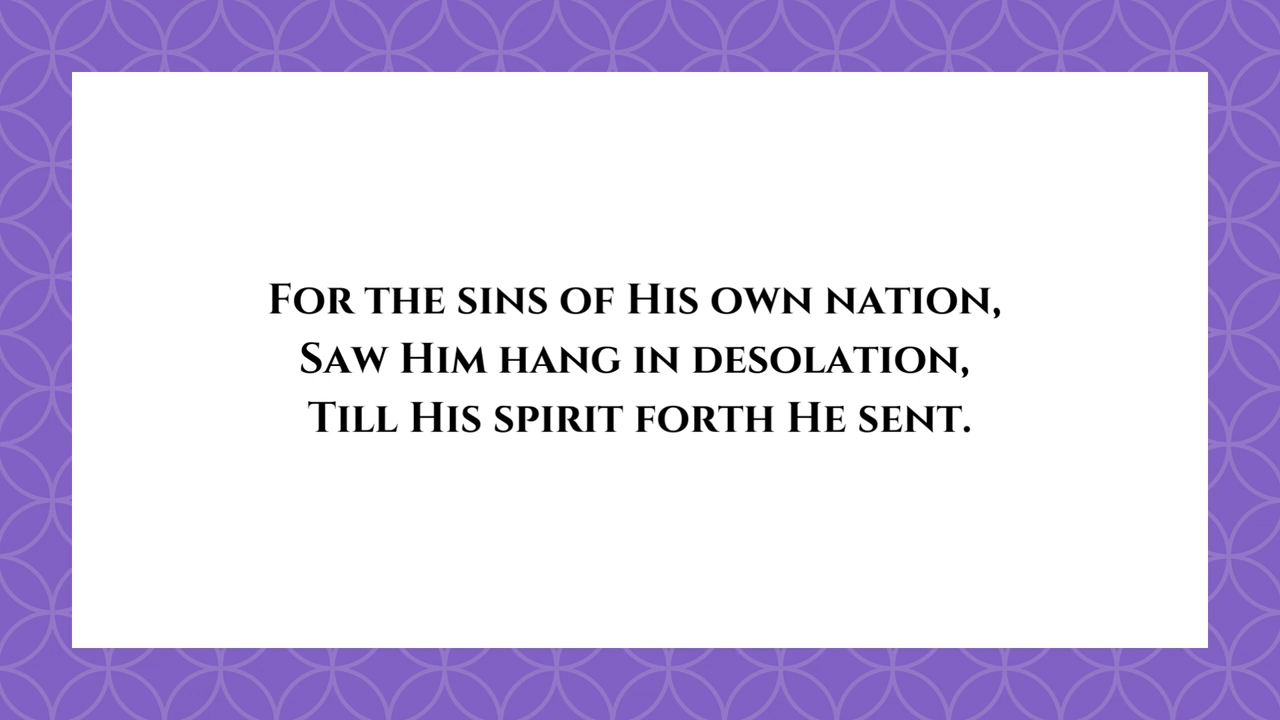 For the sins of His own nation,
Saw Him hang in desolation,
Till His spirit forth He sent.